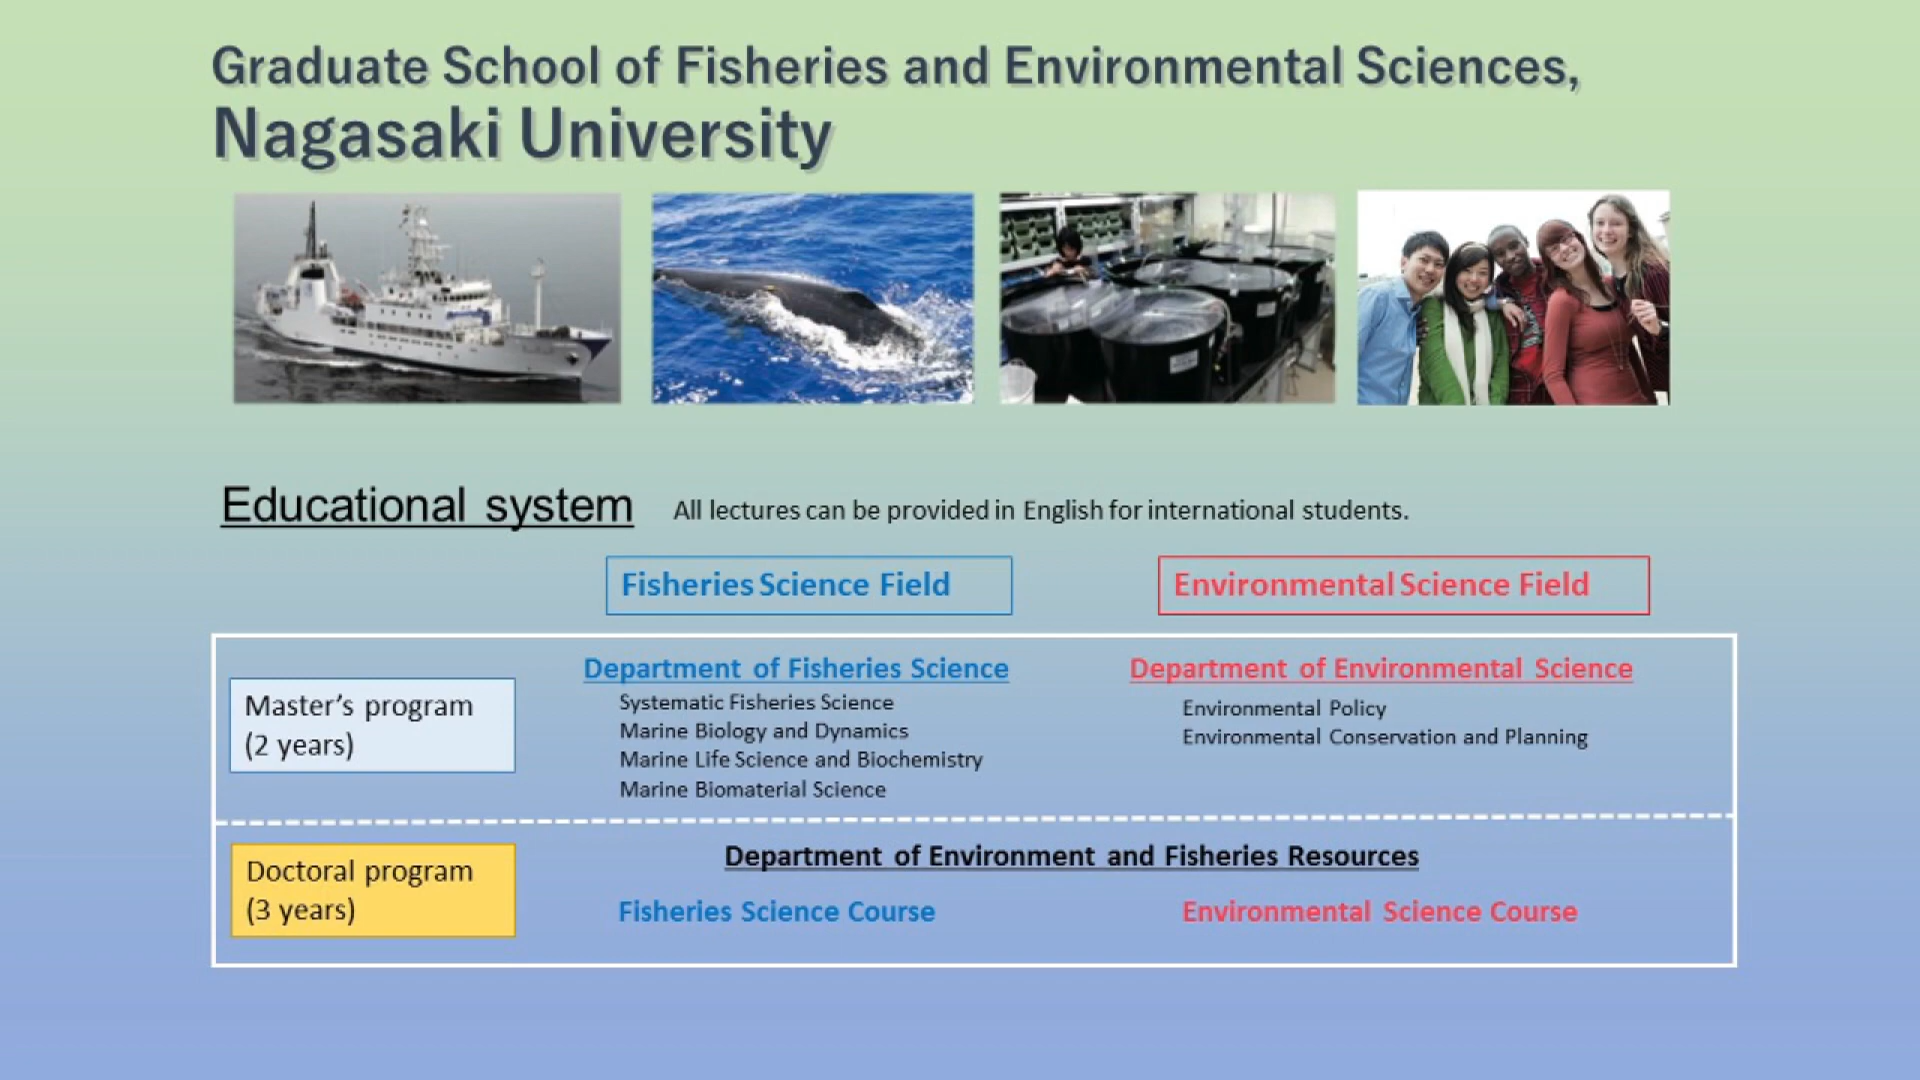 Graduate School of Fisheries and Environmental Sciences,
Nagasaki University
Educational system
All lectures can be provided in English for international students.
Fisheries Science Field
Environmental Science Field
Master's program
(2 years)
Department of Fisheries Science
Systematic Fisheries Science
Marine Biology and Dynamics
Marine Life Science and Biochemistry
Marine Biomaterial Science
Department of Environmental Science
Environmental Policy
Environmental Conservation and Planning
Doctoral program
(3 years)
Department of Environment and Fisheries Resources
Fisheries Science Course
Environmental Science Course